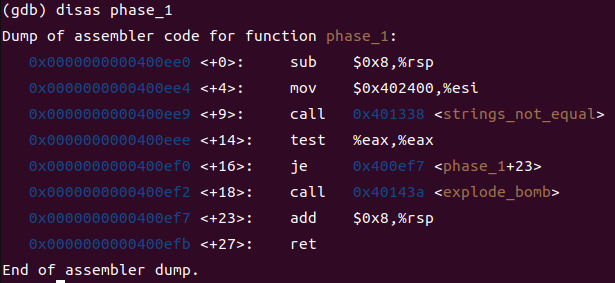 (gdb) disas phase_1
Dump of assembler code for function phase_1:
   0x0000000000400ee0 <+0>:     sub    $0x8,%rsp
   0x0000000000400ee4 <+4>:     mov    $0x402400,%esi
   0x0000000000400ee9 <+9>:     call   0x401338 <strings_not_equal>
   0x0000000000400eee <+14>:    test   %eax,%eax
   0x0000000000400ef0 <+16>:    je     0x400ef7 <phase_1+23>
   0x0000000000400ef2 <+18>:    call   0x40143a <explode_bomb>
   0x0000000000400ef7 <+23>:    add    $0x8,%rsp
   0x0000000000400efb <+27>:    ret
End of assembler dump.